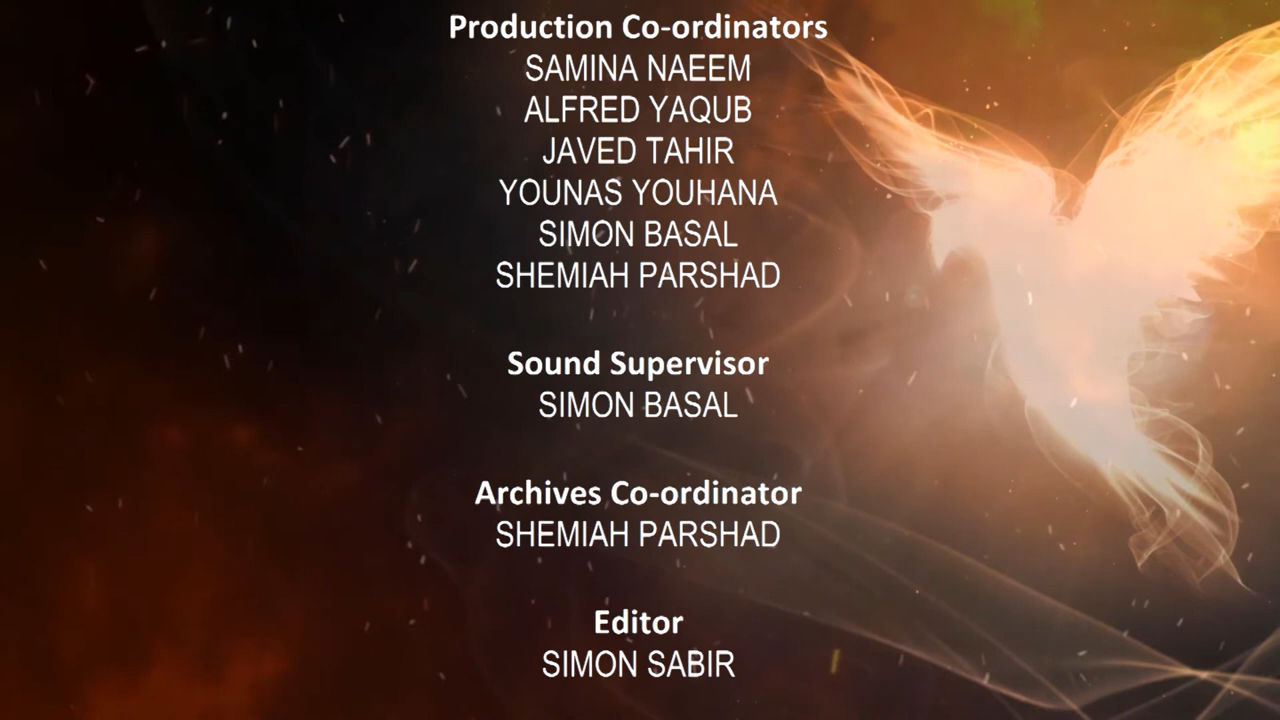 Production Co-ordinators
SAMINA NAEEM
ALFRED YAQUB
JAVED TAHIR
YOUNAS YOUHANA
SIMON BASAL
SHEMIAH PARSHAD
Sound Supervisor
SIMON BASAL
Archives Co-ordinator
SHEMIAH PARSHAD
Editor
SIMON SABIR